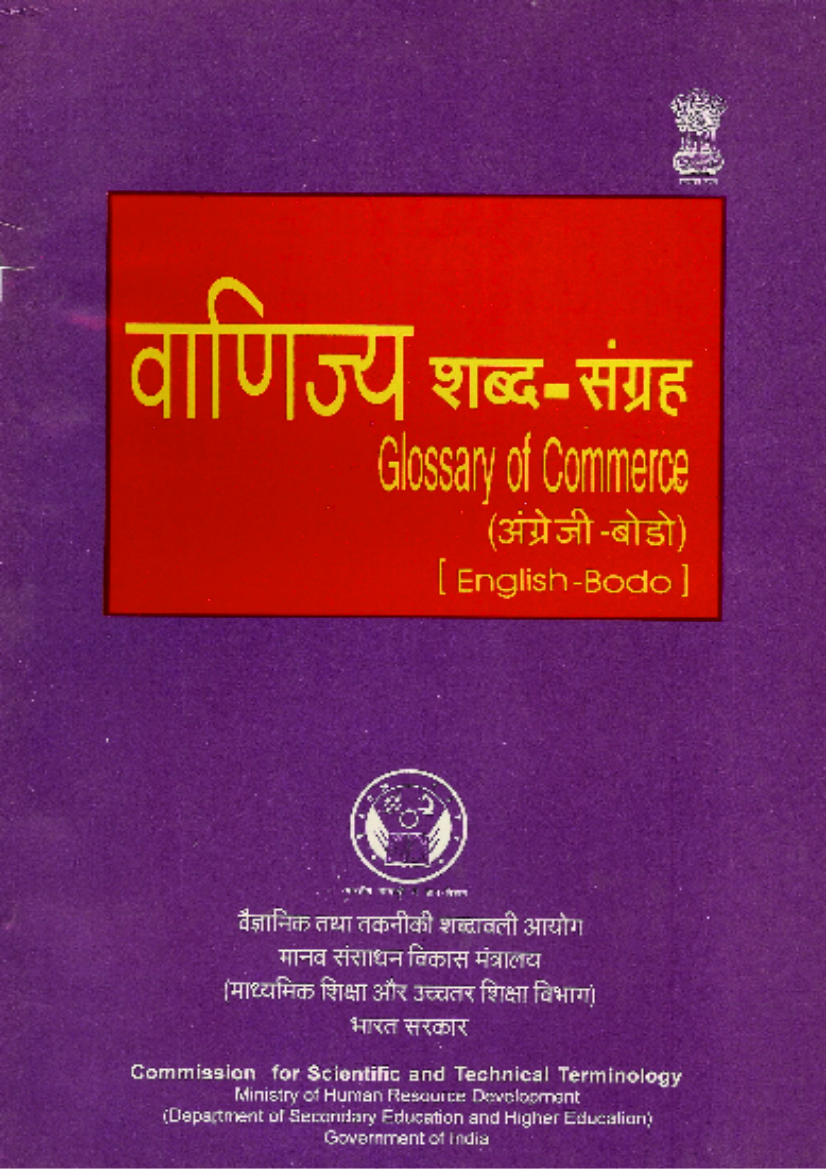 वाणिज्य शब्द-संग्रह
Glossary of Commerce
(अंग्रेजी-बोडो)
[ English-Bodo ]
वैज्ञानिक तथा तकनीकी शब्दावली आयोग
मानव संसाधन विकास मंत्रालय
(माध्यमिक शिक्षा और उच्चतर शिक्षा विभाग)
भारत सरकार
Commission for Scientific and Technical Terminology
Ministry of Human Resource Development
(Department of Secondary Education and Higher Education)
Government of India